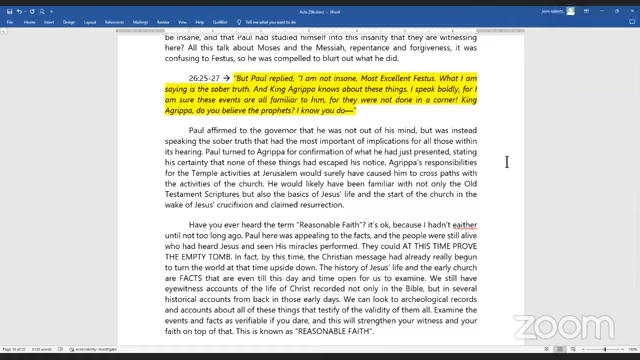 Acts 26b.docx - Word
File Home Insert Design Layout References Mailings Review View Help QuillBot Tell me what you want to do
be insane, and that Paul had studied himself into this insanity that they are witnessing
here? All this talk about Moses and the Messiah, repentance and forgiveness, it was
confusing to Festus, so he was compelled to blurt out what he did.
26:25-27 → "But Paul replied, "I am not insane, Most Excellent Festus. What I am
saying is the sober truth. And King Agrippa knows about these things. I speak boldly, for
I am sure these events are all familiar to him, for they were not done in a corner! King
Agrippa, do you believe the prophets? I know you do—"
Paul affirmed to the governor that he was not out of his mind, but was instead
speaking the sober truth that had the most important of implications for all those within
its hearing. Paul turned to Agrippa for confirmation of what he had just presented, stating
his certainty that none of these things had escaped his notice. Agrippa's responsibilities
for the Temple activities at Jerusalem would surely have caused him to cross paths with
the activities of the church. He would likely have been familiar with not only the Old
Testament Scriptures but also the basics of Jesus' life and the start of the church in the
wake of Jesus' crucifixion and claimed resurrection.
Have you ever heard the term "Reasonable Faith"? it's ok, because I hadn't eaither
until not too long ago. Paul here was appealing to the facts, and the people were still alive
who had heard Jesus and seen His miracles performed. They could AT THIS TIME PROVE
THE EMPTY TOMB. In fact, by this time, the Christian message had already really begun
to turn the world at that time upside down. The history of Jesus' life and the early church
are FACTS that are even till this day and time open for us to examine. We still have
eyewitness accounts of the life of Christ recorded not only in the Bible, but in several
historical accounts from back in those early days. We can look to archeological records
and accounts about all of these things that testify of the validity of them all. Examine the
events and facts as verifiable if you dare, and this will strengthen your witness and your
faith on top of that. This is known as "REASONABLE FAITH".
zoom